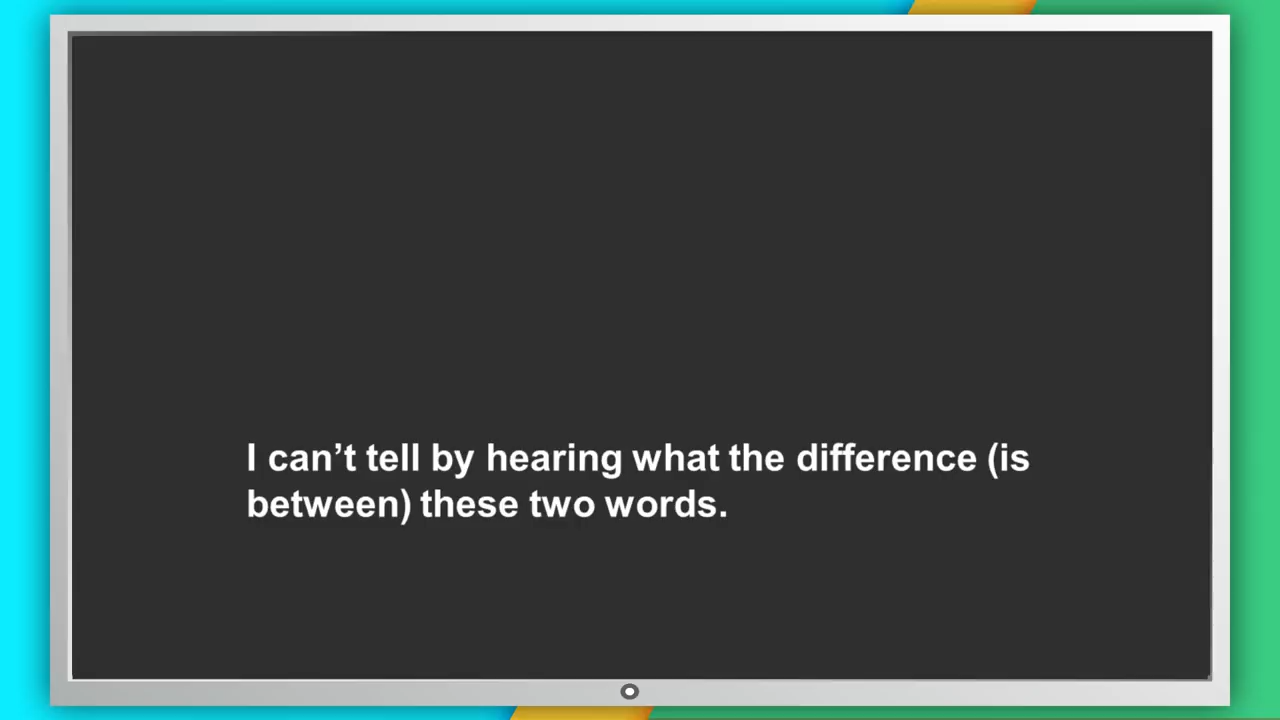 I can’t tell by hearing what the difference (is
between) these two words.